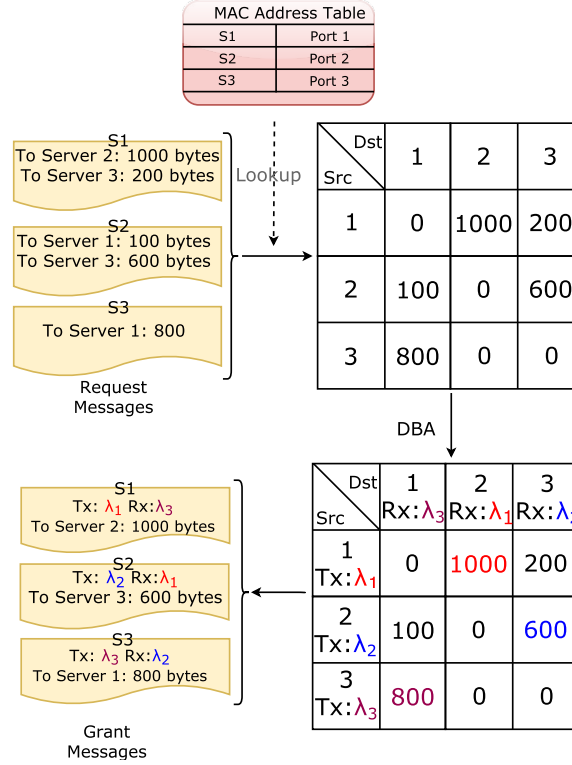 MAC Address Table
S1 Port 1
S2 Port 2
S3 Port 3
Lookup
S1
To Server 2: 1000 bytes
To Server 3: 200 bytes
S2
To Server 1: 100 bytes
To Server 3: 600 bytes
S3
To Server 1: 800
Request
Messages
Dst
Src
1 2 3
1 0 1000 200
2 100 0 600
3 800 0 0
DBA
S1
Tx: λ1 Rx:λ3
To Server 2: 1000 bytes
S2
Tx: λ2 Rx:λ1
To Server 3: 600 bytes
S3
Tx: λ3 Rx:λ2
To Server 1: 800 bytes
Grant
Messages
Dst
Src
1 2 3
Rx:λ3 Rx:λ1 Rx:λ
1
Tx:λ1
0 1000 200
2
Tx:λ2
100 0 600
3
Tx:λ3
800 0 0